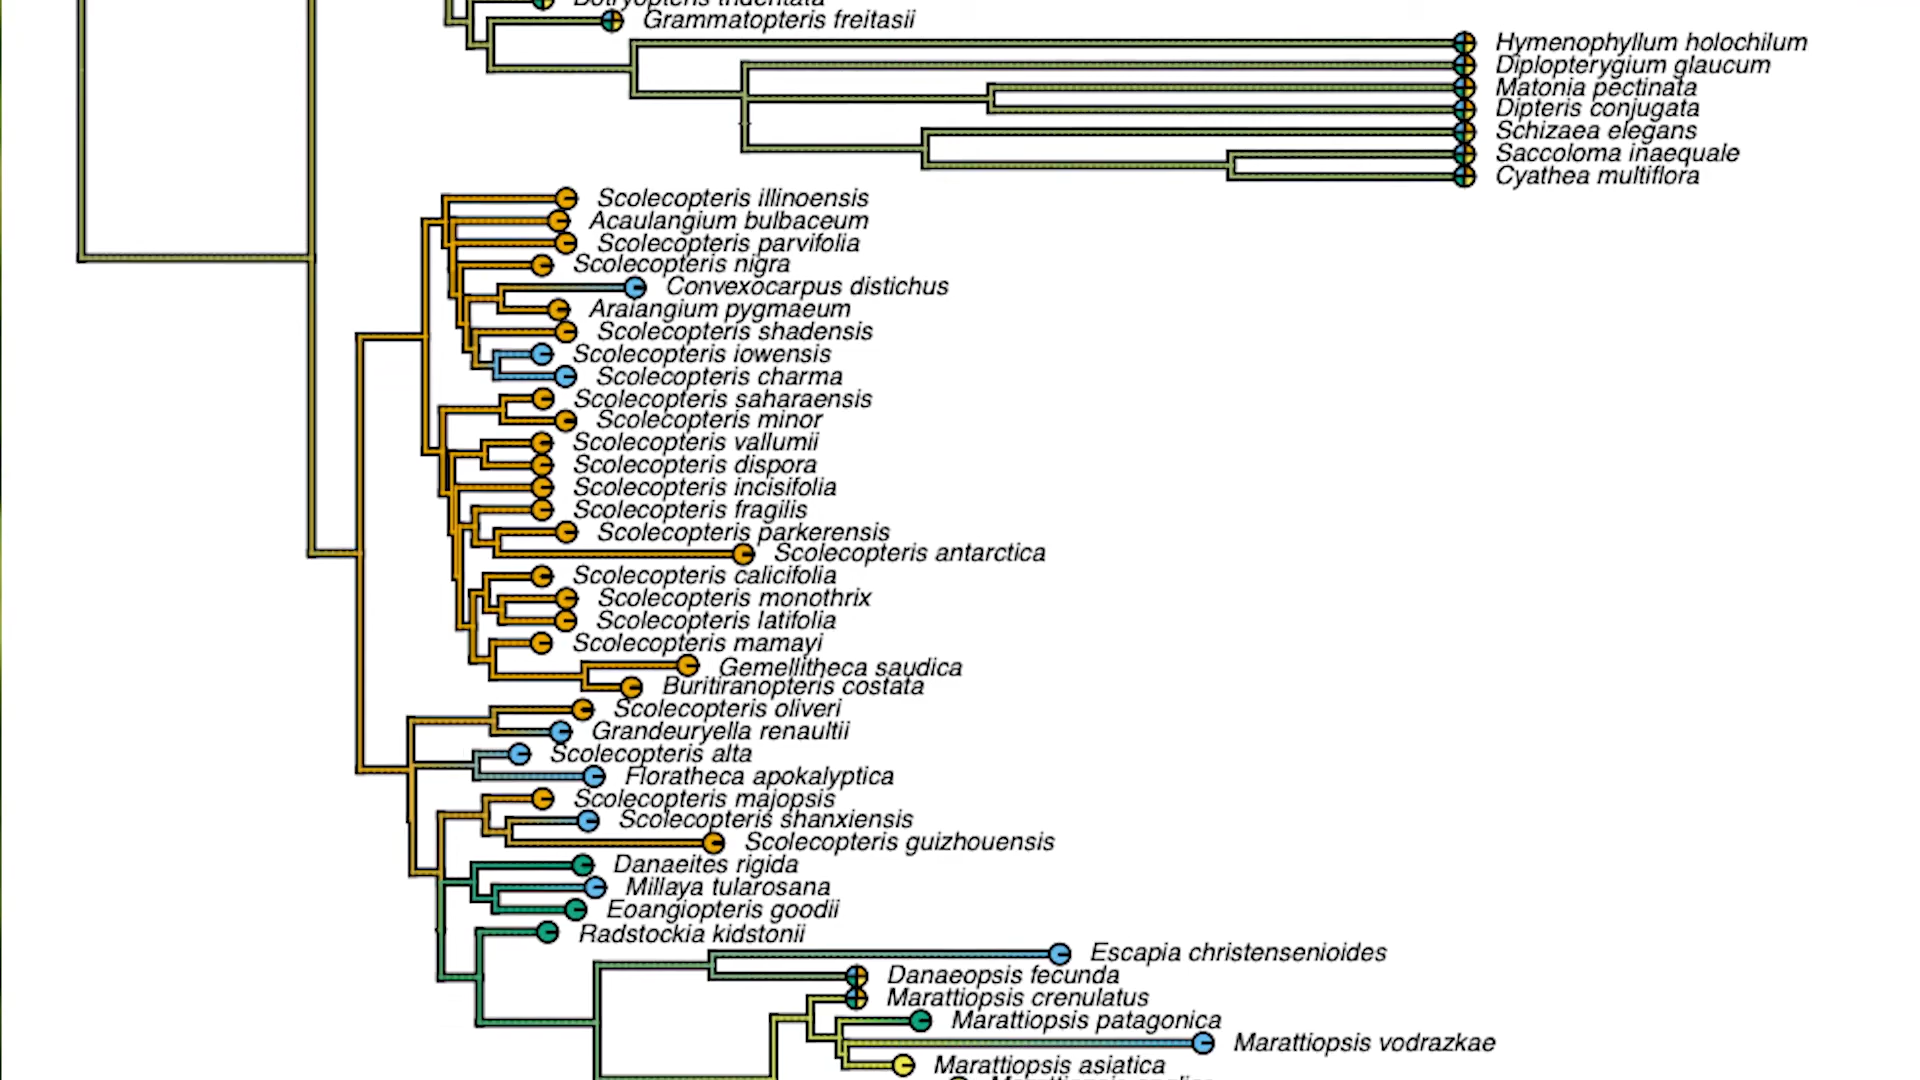 Botryopteris tridentata
Grammatopteris freitasii
Hymenophyllum holochilum
Diplopterygium glaucum
Matonia pectinata
Dipteris conjugata
Schizaea elegans
Saccoloma inaequale
Cyathea multiflora
Scolecopteris illinoensis
Acaulangium bulbaceum
Scolecopteris parvifolia
Scolecopteris nigra
Convexocarpus distichus
Araiangium pygmaeum
Scolecopteris shadensis
Scolecopteris iowensis
Scolecopteris charma
Scolecopteris saharaensis
Scolecopteris minor
Scolecopteris vallumii
Scolecopteris dispora
Scolecopteris incisifolia
Scolecopteris fragilis
Scolecopteris parkerensis
Scolecopteris antarctica
Scolecopteris calicifolia
Scolecopteris monothrix
Scolecopteris latifolia
Scolecopteris mamayi
Gemellitheca saudica
Buritiranopteris costata
Scolecopteris oliveri
Grandeuryella renaultii
Scolecopteris alta
Floratheca apokalyptica
Scolecopteris majopsis
Scolecopteris shanxiensis
Scolecopteris guizhouensis
Danaeites rigida
Millaya tularosana
Eoangiopteris goodii
Radstockia kidstonii
Escapia christensenioides
Danaeopsis fecunda
Marattiopsis crenulatus
Marattiopsis patagonica
Marattiopsis vodrazkae
Marattiopsis asiatica